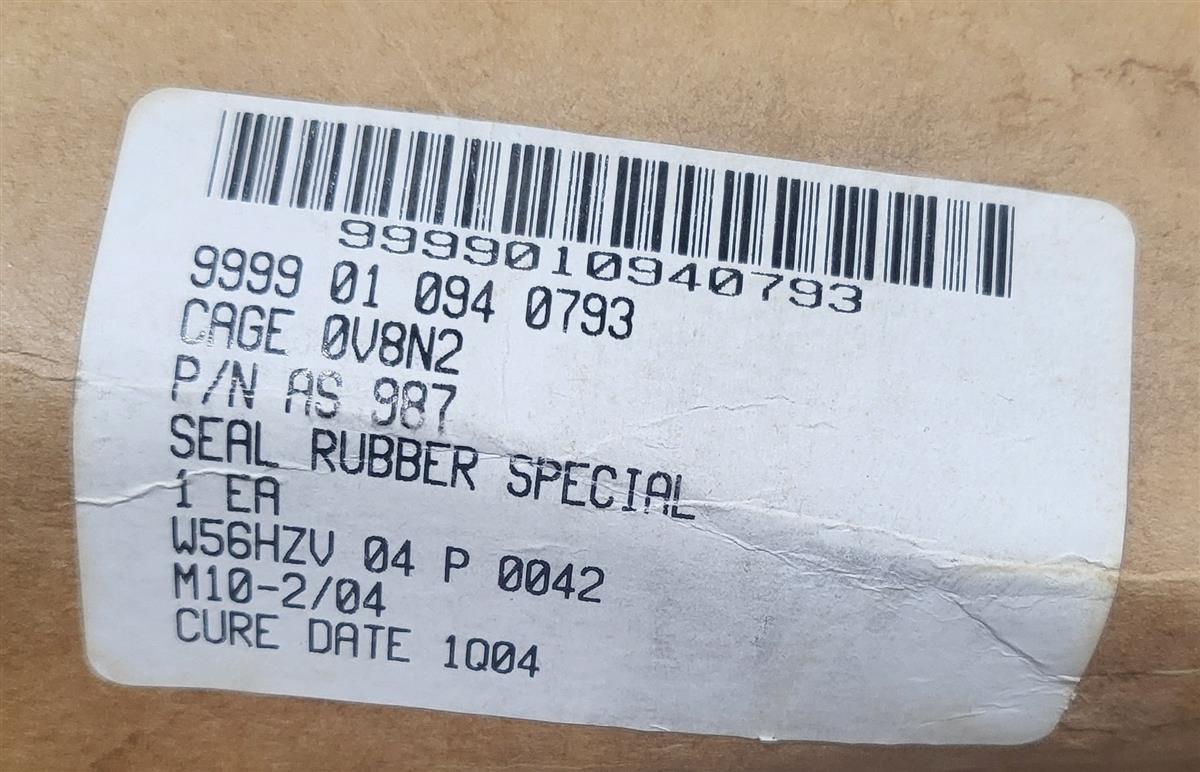 9999010940793
9999 01 094 0793
CAGE 0V8N2
P/N AS 987
SEAL RUBBER SPECIAL
1 EA
W56HZV 04 P 0042
M10-2/04
CURE DATE 1Q04